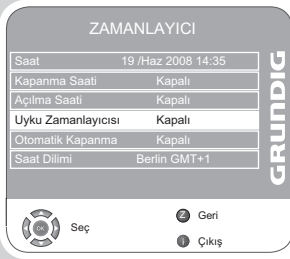 ZAMANLAYICI
Saat 19 /Haz 2008 14:35
Kapanma Saati Kapalı
Açılma Saati Kapalı
Uyku Zamanlayıcısı Kapalı
Otomatik Kapanma Kapalı
Saat Dilimi Berlin GMT+1
GRUNDIG
OK Seç
Z Geri
i Çıkış